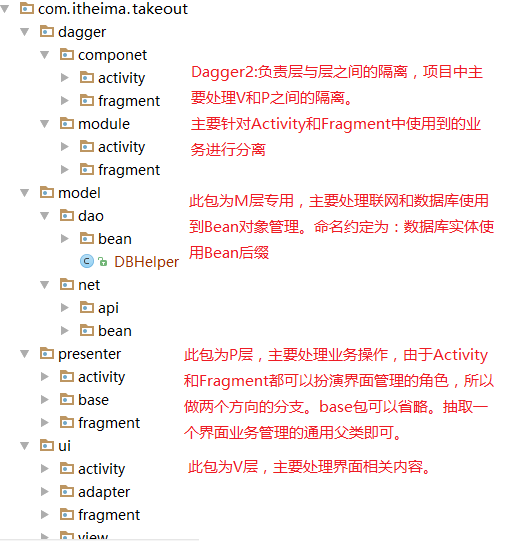 com.itheima.takeout
dagger
componet
activity
fragment
module
activity
fragment
Dagger2:负责层与层之间的隔离，项目中主
要处理V和P之间的隔离。
主要针对Activity和Fragment中使用到的业
务进行分离
model
dao
bean
DBHelper
net
api
bean
此包为M层专用，主要处理联网和数据库使用
到Bean对象管理。命名约定为：数据库实体使
用Bean后缀
presenter
activity
base
fragment
此包为P层，主要处理业务操作，由于Activity
和Fragment都可以扮演界面管理的角色，所以
做两个方向的分支。base包可以省略。抽取一
个界面业务管理的通用父类即可。
ui
activity
adapter
fragment
view
此包为V层，主要处理界面相关内容。